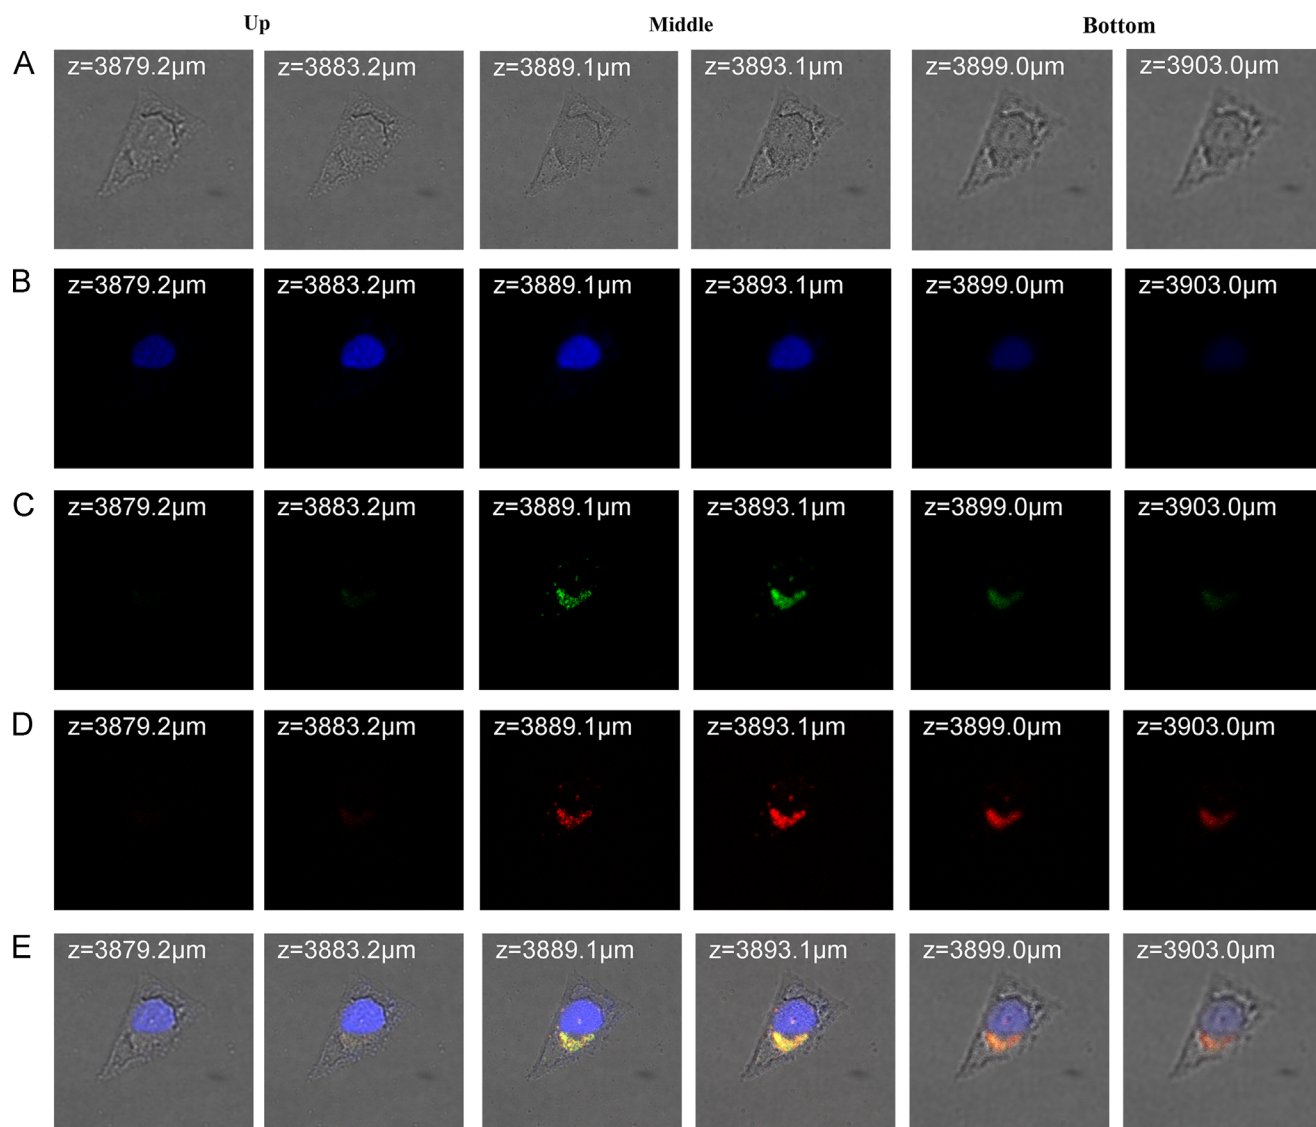 Up Middle Bottom
A z=3879.2µm z=3883.2µm z=3889.1µm z=3893.1µm z=3899.0µm z=3903.0µm
B z=3879.2µm z=3883.2µm z=3889.1µm z=3893.1µm z=3899.0µm z=3903.0µm
C z=3879.2µm z=3883.2µm z=3889.1µm z=3893.1µm z=3899.0µm z=3903.0µm
D z=3879.2µm z=3883.2µm z=3889.1µm z=3893.1µm z=3899.0µm z=3903.0µm
E z=3879.2µm z=3883.2µm z=3889.1µm z=3893.1µm z=3899.0µm z=3903.0µm